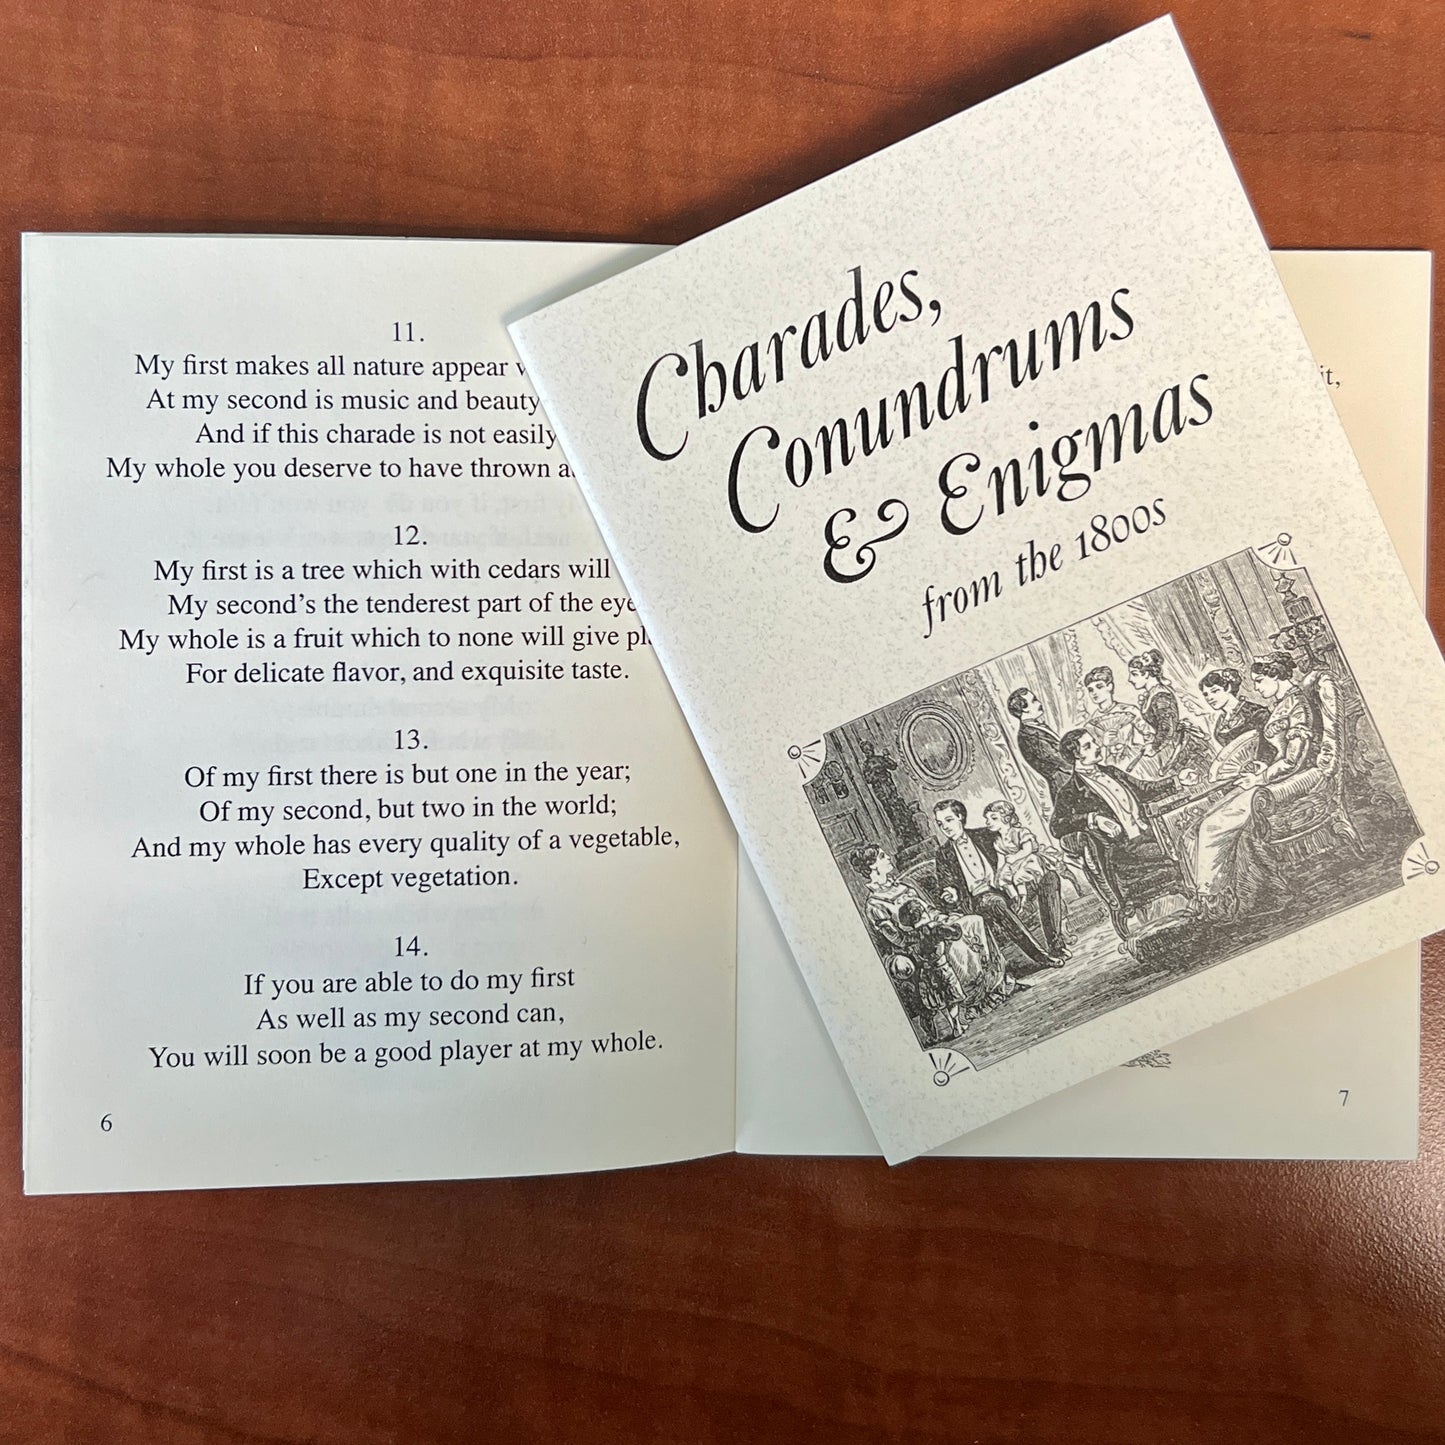 11.
My first makes all nature appear
At my second is music and beauty
And if this charade is not easily
My whole you deserve to have thrown
12.
My first is a tree which with cedars will
My second's the tenderest part of the eye
My whole is a fruit which to none will give
For delicate flavor, and exquisite taste.
13.
Of my first there is but one in the year;
Of my second, but two in the world;
And my whole has every quality of a vegetable,
Except vegetation.
14.
If you are able to do my first
As well as my second can,
You will soon be a good player at my whole.
6
Charades,
Conundrums
& Enigmas
from the 1800s
7